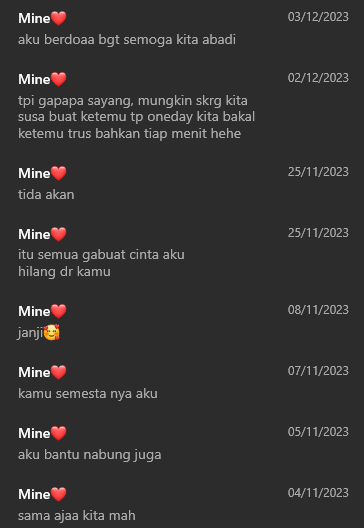 Mine❤️ 03/12/2023
aku berdoaa bgt semoga kita abadi
Mine❤️ 02/12/2023
tpi gapapa sayang, mungkin skrg kita
susa buat ketemu tp oneday kita bakal
ketemu trus bahkan tiap menit hehe
Mine❤️ 25/11/2023
tida akan
Mine❤️ 25/11/2023
itu semua gabuat cinta aku
hilang dr kamu
Mine❤️ 08/11/2023
janji🥰
Mine❤️ 07/11/2023
kamu semesta nya aku
Mine❤️ 05/11/2023
aku bantu nabung juga
Mine❤️ 04/11/2023
sama ajaa kita mah